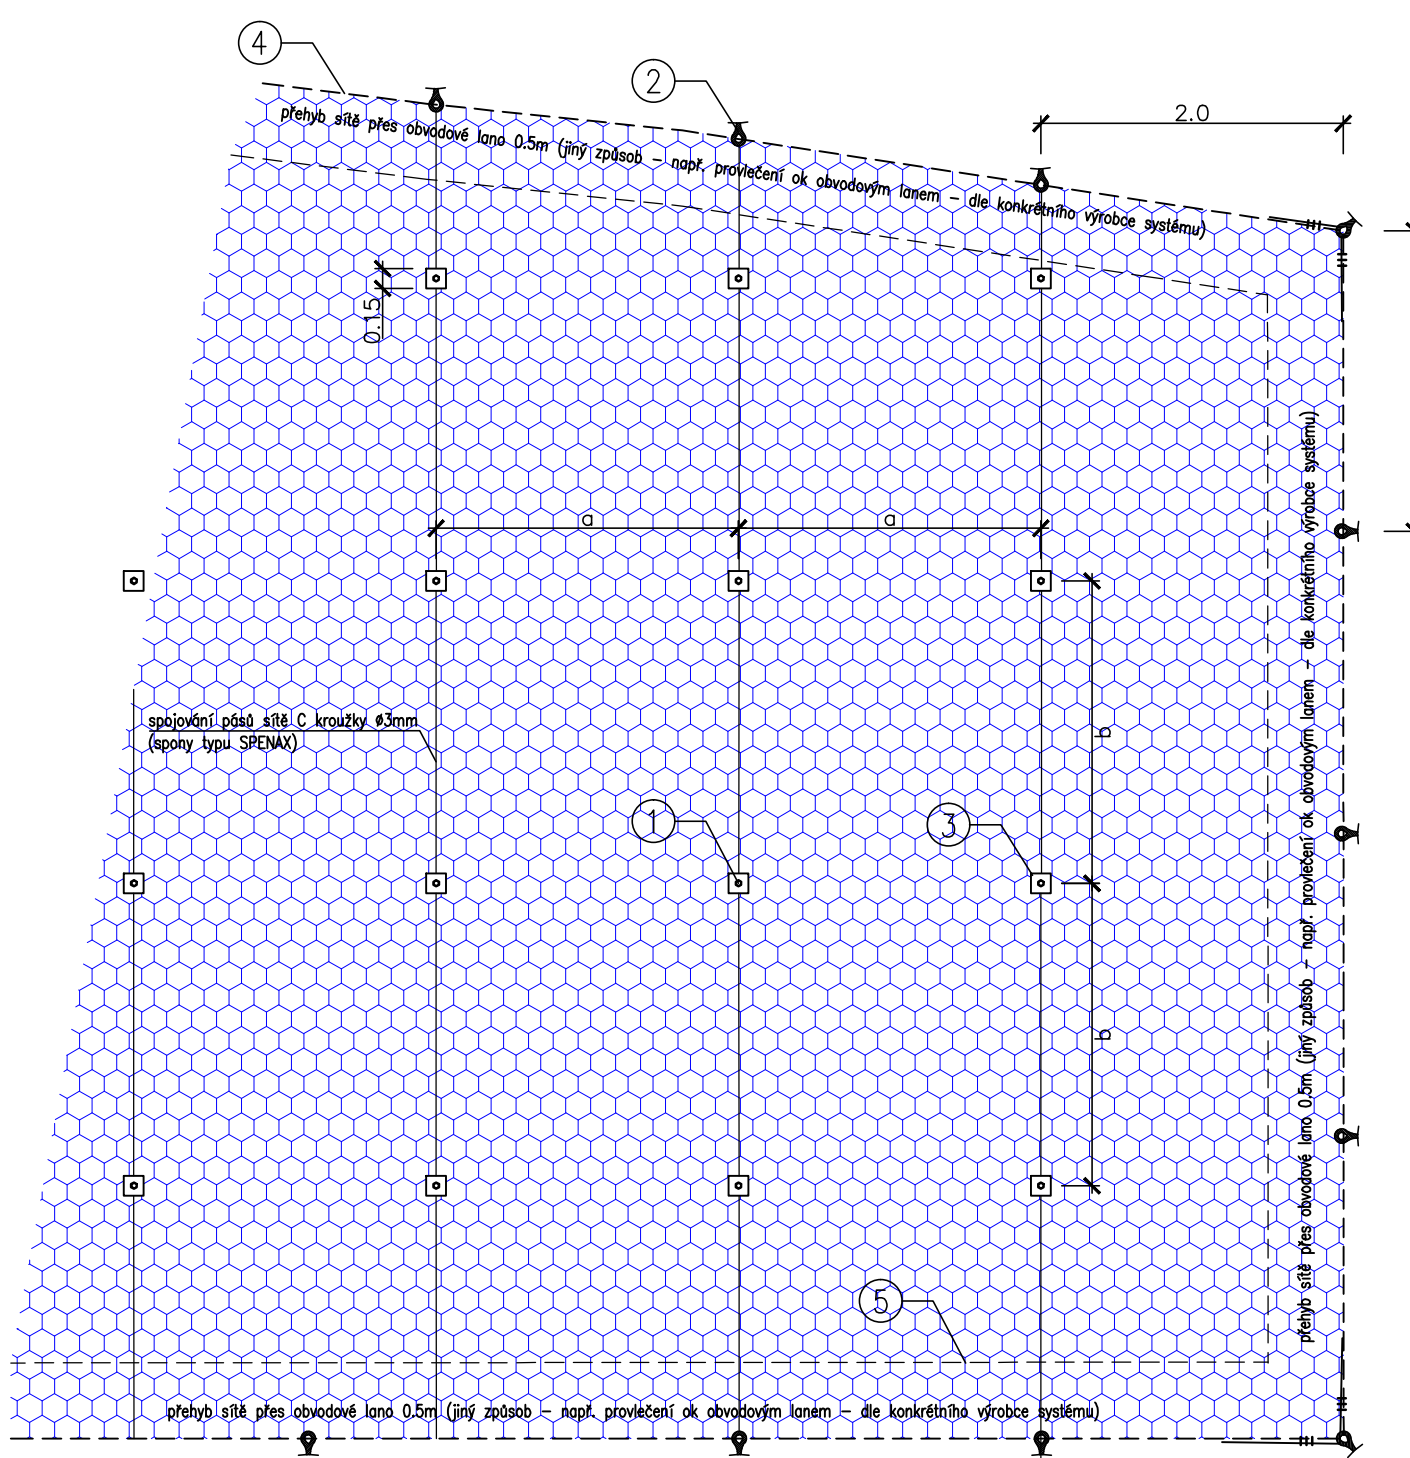 4
2
2.0
přehyb sítě přes obvodové lano 0.5m (jiný způsob – např. provlečení ok obvodovým lanem – dle konkrétního výrobce systému)
0.15
a
a
přehyb sítě přes obvodové lano 0.5m (jiný způsob – např. provlečení ok obvodovým lanem – dle konkrétního výrobce systému)
spojování pásů sítě C kroužky ø3mm
(spony typu SPENAX)
b
1
3
b
5
přehyb sítě přes obvodové lano 0.5m (jiný způsob – např. provlečení ok obvodovým lanem – dle konkrétního výrobce systému)